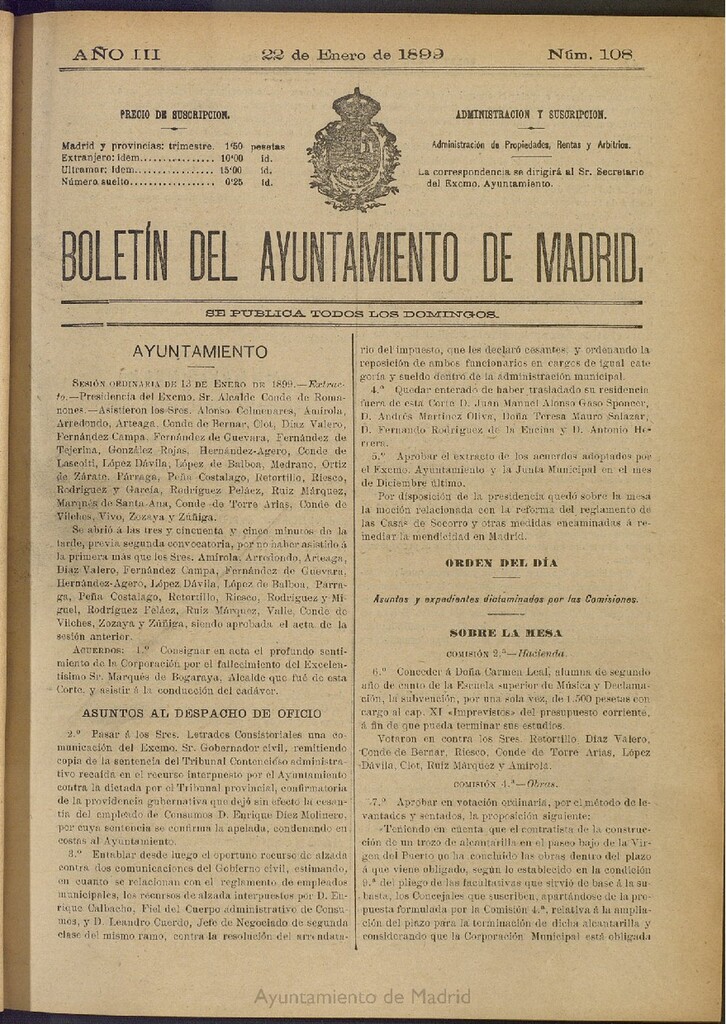 AÑO III
22 de Enero de 1899
Núm. 108
PRECIO DE SUSCRIPCION.
Madrid y provincias: trimestre. 1'50 pesetas
Extranjero: idem............... 10'00 id.
Ultramar: idem................. 15'00 id.
Número suelto.................. 0'25 id.
ADMINISTRACION Y SUSCRIPCION.
Administración de Propiedades, Rentas y Arbitrios.
La correspondencia se dirigirá al Sr. Secretario
del Excmo. Ayuntamiento.
BOLETÍN DEL AYUNTAMIENTO DE MADRID.
SE PUBLICA TODOS LOS DOMINGOS.
AYUNTAMIENTO
SESIÓN ORDINARIA DE 13 DE ENERO DE 1899.—Extrac-
to.—Presidencia del Excmo. Sr. Alcalde Conde de Roma-
nones.—Asistieron los Sres. Alonso Colmenares, Amírola,
Arredondo, Arteaga, Conde de Bernar, Clot, Díaz Valero,
Fernández Campa, Fernández de Guevara, Fernández de
Tejerina, González Rojas, Hernández-Agero, Conde de
Lascoiti, López Dávila, López de Balboa, Medrano, Ortiz
de Zárate, Párraga, Peña Costalago, Retortillo, Riesco,
Rodríguez y García, Rodríguez Peláez, Ruiz Márquez,
Marqués de Santa-Ana, Conde de Torre Arias, Conde de
Vilches, Vivo, Zozaya y Zúñiga.
Se abrió á las tres y cincuenta y cinco minutos de la
tarde, previa segunda convocatoria, por no haber asistido á
la primera más que los Sres. Amírola, Arredondo, Arteaga,
Díaz Valero, Fernández Campa, Fernández de Guevara,
Hernández-Agero, López Dávila, López de Balboa, Parra-
ga, Peña Costalago, Retortillo, Riesco, Rodríguez y Mi-
guel, Rodríguez Peláez, Ruiz Márquez, Valle, Conde de
Vilches, Zozaya y Zúñiga, siendo aprobada el acta de la
sesión anterior.
ACUERDOS: 1.º Consignar en acta el profundo senti-
miento de la Corporación por el fallecimiento del Excelen-
tísimo Sr. Marqués de Bogaraya, Alcalde que fué de esta
Corte, y asistir á la conducción del cadáver.
ASUNTOS AL DESPACHO DE OFICIO
2.º Pasar á los Sres. Letrados Consistoriales una co-
municación del Excmo. Sr. Gobernador civil, remitiendo
copia de la sentencia del Tribunal Contencioso administra-
tivo recaída en el recurso interpuesto por el Ayuntamiento
contra la dictada por el Tribunal provincial, confirmatoria
de la providencia gubernativa que dejó sin efecto la cesan-
tía del empleado de Consumos D. Enrique Díez Molinero,
por cuya sentencia se confirma la apelada, condenando en
costas al Ayuntamiento.
3.º Entablar desde luego el oportuno recurso de alzada
contra dos comunicaciones del Gobierno civil, estimando,
en cuanto se relacionan con el reglamento de empleados
municipales, los recursos de alzada interpuestos por D. En-
rique Calbacho, Fiel del Cuerpo administrativo de Consu-
mos, y D. Leandro Cuerdo, Jefe de Negociado de segunda
clase del mismo ramo, contra la resolución del arrendata-
rio del impuesto, que les declaró cesantes, y ordenando la
reposición de ambos funcionarios en cargos de igual cate-
goría y sueldo dentro de la administración municipal.
4.º Quedar enterado de haber trasladado su residencia
fuera de esta Corte D. Juan Manuel Alonso Gaso Sponcer,
D. Andrés Martínez Oliva, Doña Teresa Mauro Salazar,
D. Fernando Rodríguez de la Encina y D. Antonio He-
rrera.
5.º Aprobar el extracto de los acuerdos adoptados por
el Excmo. Ayuntamiento y la Junta Municipal en el mes
de Diciembre último.
Por disposición de la presidencia quedó sobre la mesa
la moción relacionada con la reforma del reglamento de
las Casas de Socorro y otras medidas encaminadas á re-
mediar la mendicidad en Madrid.
ORDEN DEL DÍA
Asuntos y expedientes dictaminados por las Comisiones.
SOBRE LA MESA
COMISIÓN 2.ª—Hacienda.
6.º Conceder á Doña Carmen Leal, alumna de segundo
año de canto de la Escuela superior de Música y Declama-
ción, la subvención, por una sola vez, de 1.500 pesetas con
cargo al cap. XI «Imprevistos» del presupuesto corriente,
á fin de que pueda terminar sus estudios.
Votaron en contra los Sres. Retortillo, Díaz Valero,
Conde de Bernar, Riesco, Conde de Torre Arias, López
Dávila, Clot, Ruiz Márquez y Amírola.
COMISIÓN 4.ª—Obras.
7.º Aprobar en votación ordinaria, por el método de le-
vantados y sentados, la proposición siguiente:
«Teniendo en cuenta que el contratista de la construc-
ción de un trozo de alcantarilla en el paseo bajo de la Vir-
gen del Puerto no ha concluido las obras dentro del plazo
á que viene obligado, según lo establecido en la condición
9.ª del pliego de las facultativas que sirvió de base á la su-
basta, los Concejales que suscriben, apartándose de la pro-
puesta formulada por la Comisión 4.ª, relativa á la amplia-
ción del plazo para la terminación de dicha alcantarilla y
considerando que la Corporación Municipal está obligada
Ayuntamiento de Madrid